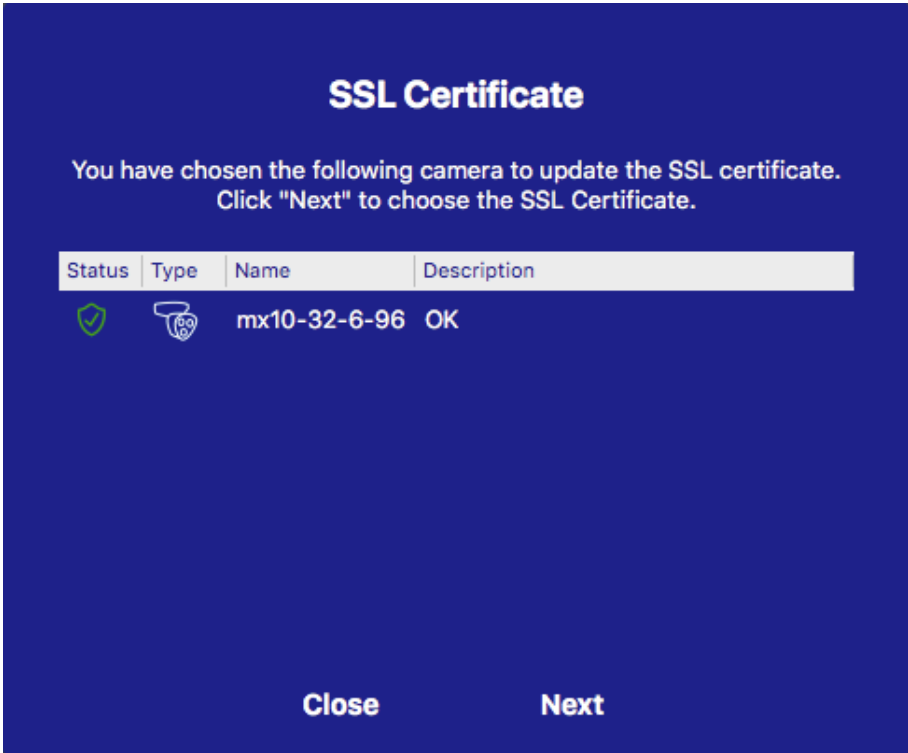 SSL Certificate
You have chosen the following camera to update the SSL certificate.
Click "Next" to choose the SSL Certificate.
Status Type Name Description
mx10-32-6-96 OK
Close Next